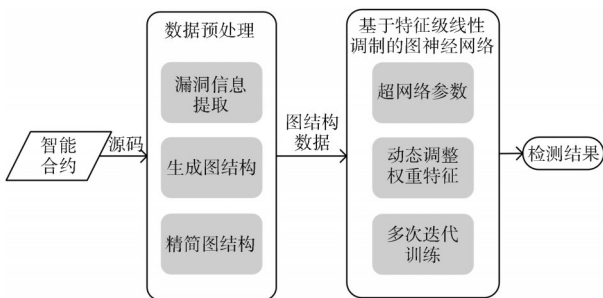 智能
合约
源码
数据预处理
漏洞信息
提取
生成图结构
精简图结构
图结构
数据
基于特征级线性
调制的图神经网络
超网络参数
动态调整
权重特征
多次迭代
训练
检测结果